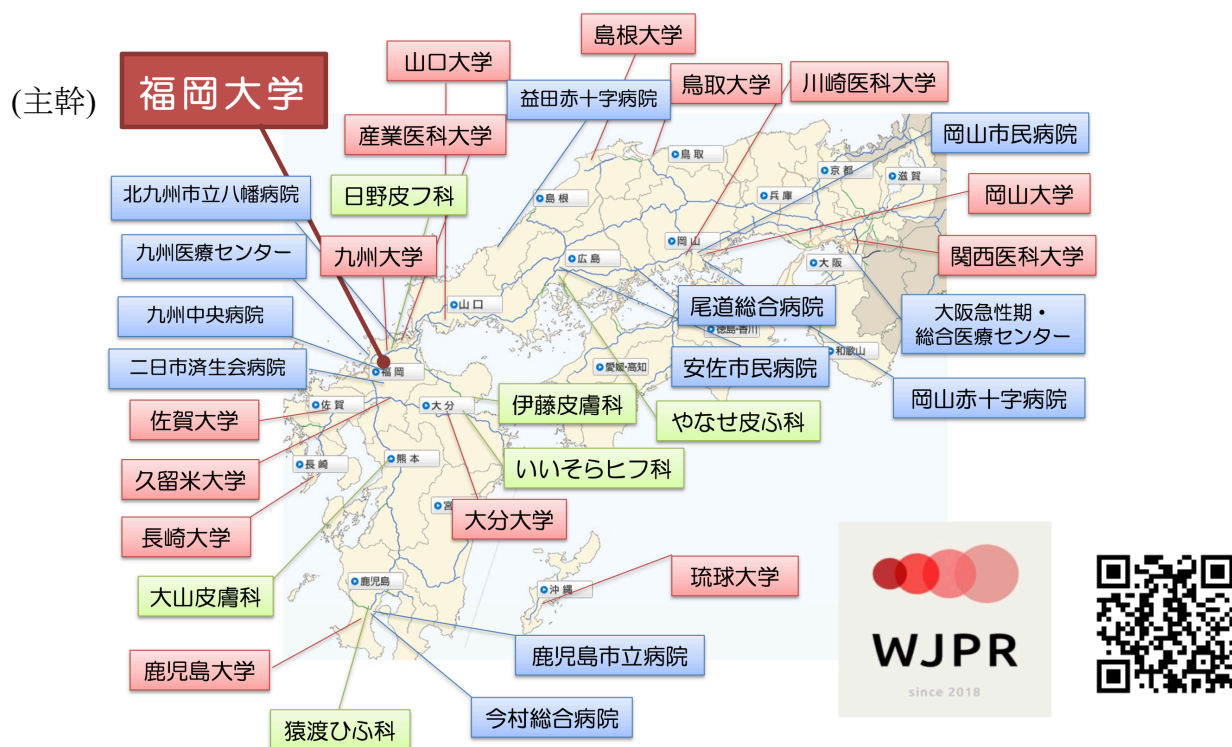 島根大学
山口大学
(主幹)
福岡大学
益田赤十字病院
鳥取大学
川崎医科大学
産業医科大学
岡山市民病院
鳥取
京都
滋賀
北九州市立八幡病院
日野皮フ科
島根
兵庫
岡山大学
九州医療センター
九州大学
岡山
広島
大阪
関西医科大学
九州中央病院
山口
尾道総合病院
大阪急性期・
総合医療センター
徳島・香川
和歌山
二日市済生会病院
福岡
愛媛・高知
安佐市民病院
岡山赤十字病院
佐賀大学
佐賀
大分
伊藤皮膚科
やなせ皮ふ科
久留米大学
長崎
熊本
いいそらヒフ科
長崎大学
宮
大分大学
大山皮膚科
鹿児島
沖縄
琉球大学
鹿児島大学
鹿児島市立病院
猿渡ひふ科
今村総合病院
WJPR
since 2018